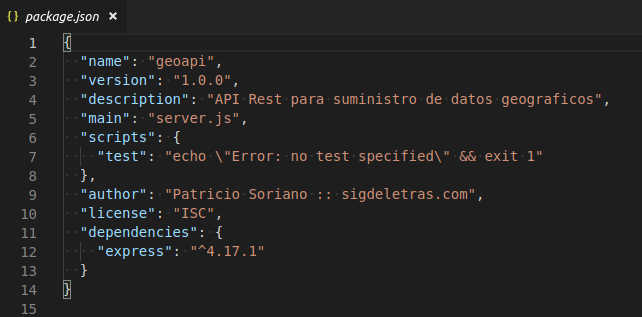 {} package.json ×
1 {
2 "name": "geoapi",
3 "version": "1.0.0",
4 "description": "API Rest para suministro de datos geograficos",
5 "main": "server.js",
6 "scripts": {
7 "test": "echo \"Error: no test specified\" && exit 1"
8 },
9 "author": "Patricio Soriano :: sigdeletras.com",
10 "license": "ISC",
11 "dependencies": {
12 "express": "^4.17.1"
13 }
14 }
15